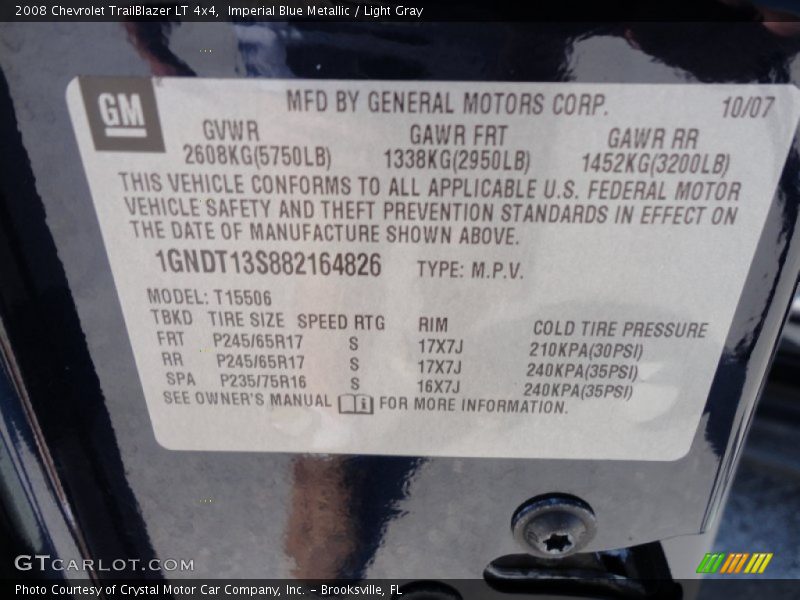 2008 Chevrolet TrailBlazer LT 4x4, Imperial Blue Metallic / Light Gray
GM
MFD BY GENERAL MOTORS CORP. 10/07
GVWR GAWR FRT GAWR RR
2608KG(5750LB) 1338KG(2950LB) 1452KG(3200LB)
THIS VEHICLE CONFORMS TO ALL APPLICABLE U.S. FEDERAL MOTOR
VEHICLE SAFETY AND THEFT PREVENTION STANDARDS IN EFFECT ON
THE DATE OF MANUFACTURE SHOWN ABOVE.
1GNDT13S882164826 TYPE: M.P.V.
MODEL: T15506
TBKD TIRE SIZE SPEED RTG RIM COLD TIRE PRESSURE
FRT P245/65R17 S 17X7J 210KPA(30PSI)
RR P245/65R17 S 17X7J 240KPA(35PSI)
SPA P235/75R16 S 16X7J 240KPA(35PSI)
SEE OWNER'S MANUAL i FOR MORE INFORMATION.
GTCARLOT.COM
Photo Courtesy of Crystal Motor Car Company, Inc. - Brooksville, FL